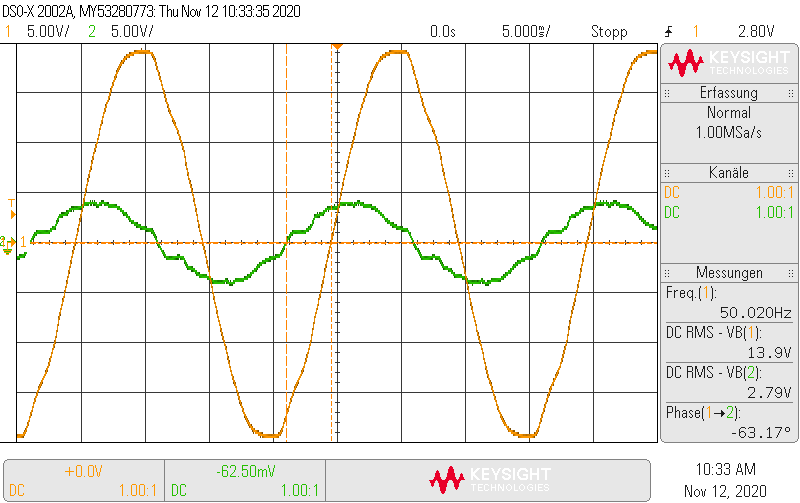 DSO-X 2002A, MY53280773: Thu Nov 12 10:33:35 2020
1 5.00V/ 2 5.00V/ 0.0s 5.000ms/ Stopp 1 2.80V
KEYSIGHT
TECHNOLOGIES
Erfassung
Normal
1.00MSa/s
Kanäle
DC 1.00:1
DC 1.00:1
Messungen
Freq.(1):
50.020Hz
DC RMS - VB(1):
13.9V
DC RMS - VB(2):
2.79V
Phase(1→2):
-63.17°
T
2 1
+0.0V
DC 1.00:1
-62.50mV
DC 1.00:1
KEYSIGHT
TECHNOLOGIES
10:33 AM
Nov 12, 2020